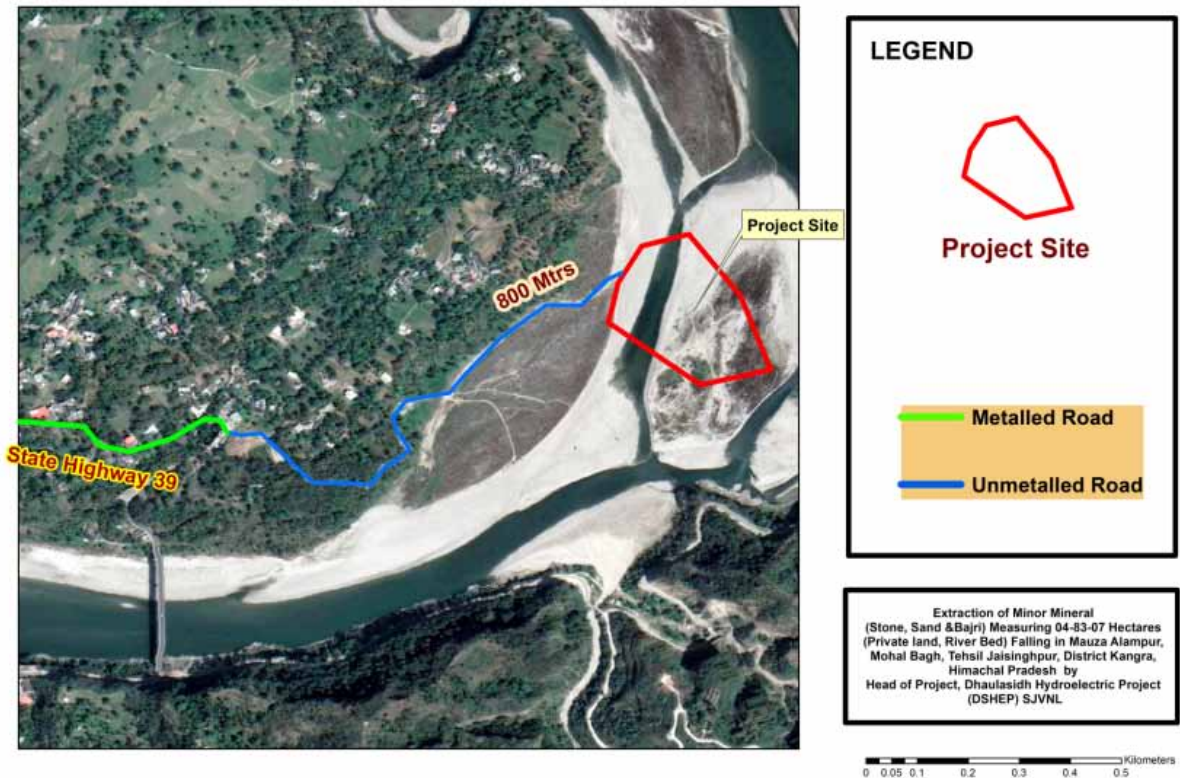 Project Site
800 Mtrs
State Highway 39
LEGEND
Project Site
Metalled Road
Unmetalled Road
Extraction of Minor Mineral
(Stone, Sand &Bajri) Measuring 04-83-07 Hectares
(Private land, River Bed) Falling in Mauza Alampur,
Mohal Bagh, Tehsil Jaisinghpur, District Kangra,
Himachal Pradesh by
Head of Project, Dhaulasidh Hydroelectric Project
(DSHEP) SJVNL
Kilometers
0 0.05 0.1 0.2 0.3 0.4 0.5